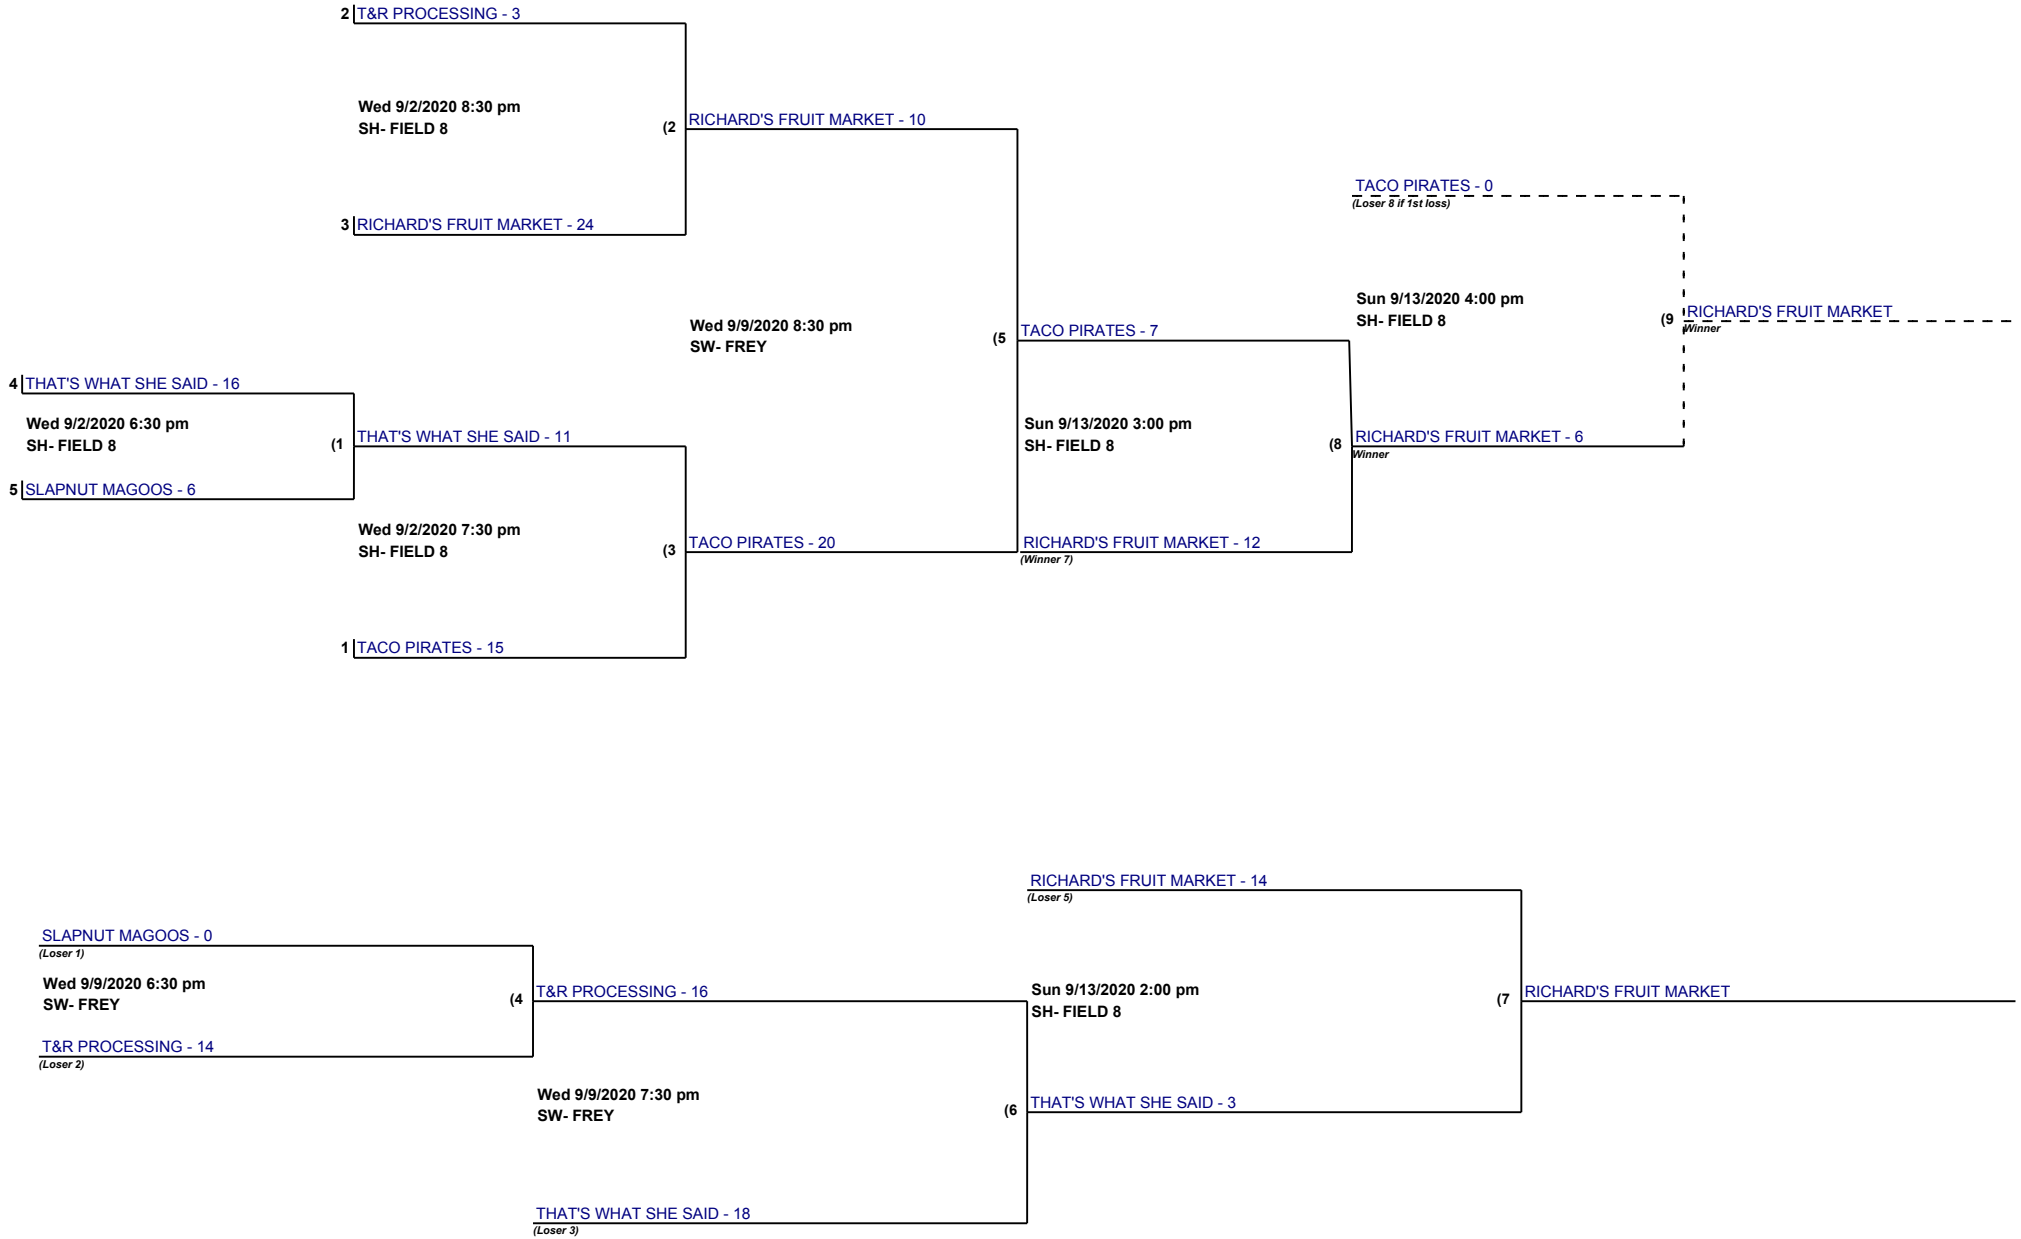 2 T&R PROCESSING - 3
Wed 9/2/2020 8:30 pm
SH- FIELD 8
(2
RICHARD'S FRUIT MARKET - 10
TACO PIRATES - 0
(Loser 8 if 1st loss)
3 RICHARD'S FRUIT MARKET - 24
Sun 9/13/2020 4:00 pm
SH- FIELD 8
(9
RICHARD'S FRUIT MARKET
Winner
Wed 9/9/2020 8:30 pm
SW- FREY
(5
TACO PIRATES - 7
4 THAT'S WHAT SHE SAID - 16
Wed 9/2/2020 6:30 pm
SH- FIELD 8
(1
THAT'S WHAT SHE SAID - 11
Sun 9/13/2020 3:00 pm
SH- FIELD 8
(8
RICHARD'S FRUIT MARKET - 6
Winner
5 SLAPNUT MAGOOS - 6
Wed 9/2/2020 7:30 pm
SH- FIELD 8
(3
TACO PIRATES - 20
RICHARD'S FRUIT MARKET - 12
(Winner 7)
1 TACO PIRATES - 15
RICHARD'S FRUIT MARKET - 14
(Loser 5)
SLAPNUT MAGOOS - 0
(Loser 1)
Wed 9/9/2020 6:30 pm
SW- FREY
(4
T&R PROCESSING - 16
Sun 9/13/2020 2:00 pm
SH- FIELD 8
(7
RICHARD'S FRUIT MARKET
T&R PROCESSING - 14
(Loser 2)
Wed 9/9/2020 7:30 pm
SW- FREY
(6
THAT'S WHAT SHE SAID - 3
THAT'S WHAT SHE SAID - 18
(Loser 3)